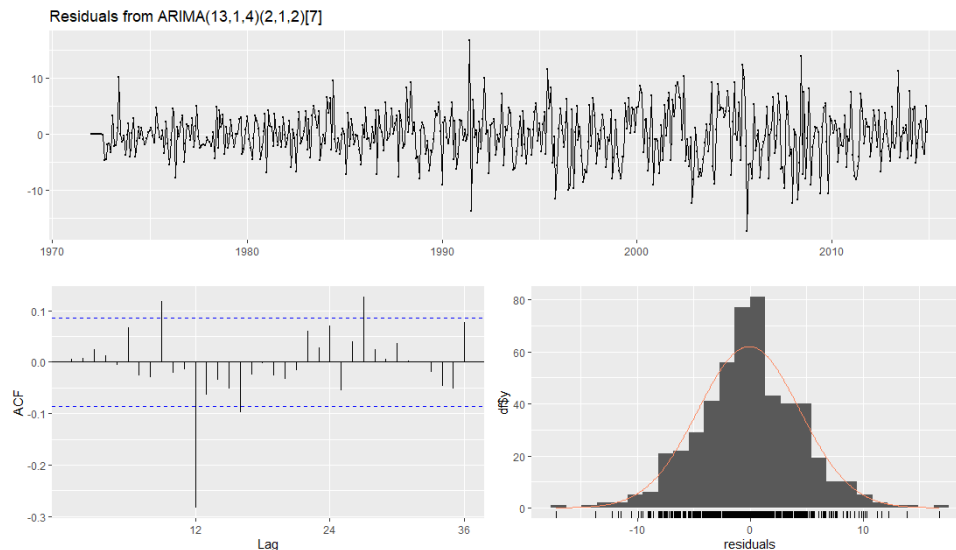 Residuals from ARIMA(13,1,4)(2,1,2)[7]
10
0
-10
1970 1980 1990 2000 2010
0.1
0.0
-0.1
-0.2
-0.3
ACF
12 24 36
Lag
80
60
40
20
0
df$y
-10 0 10
residuals